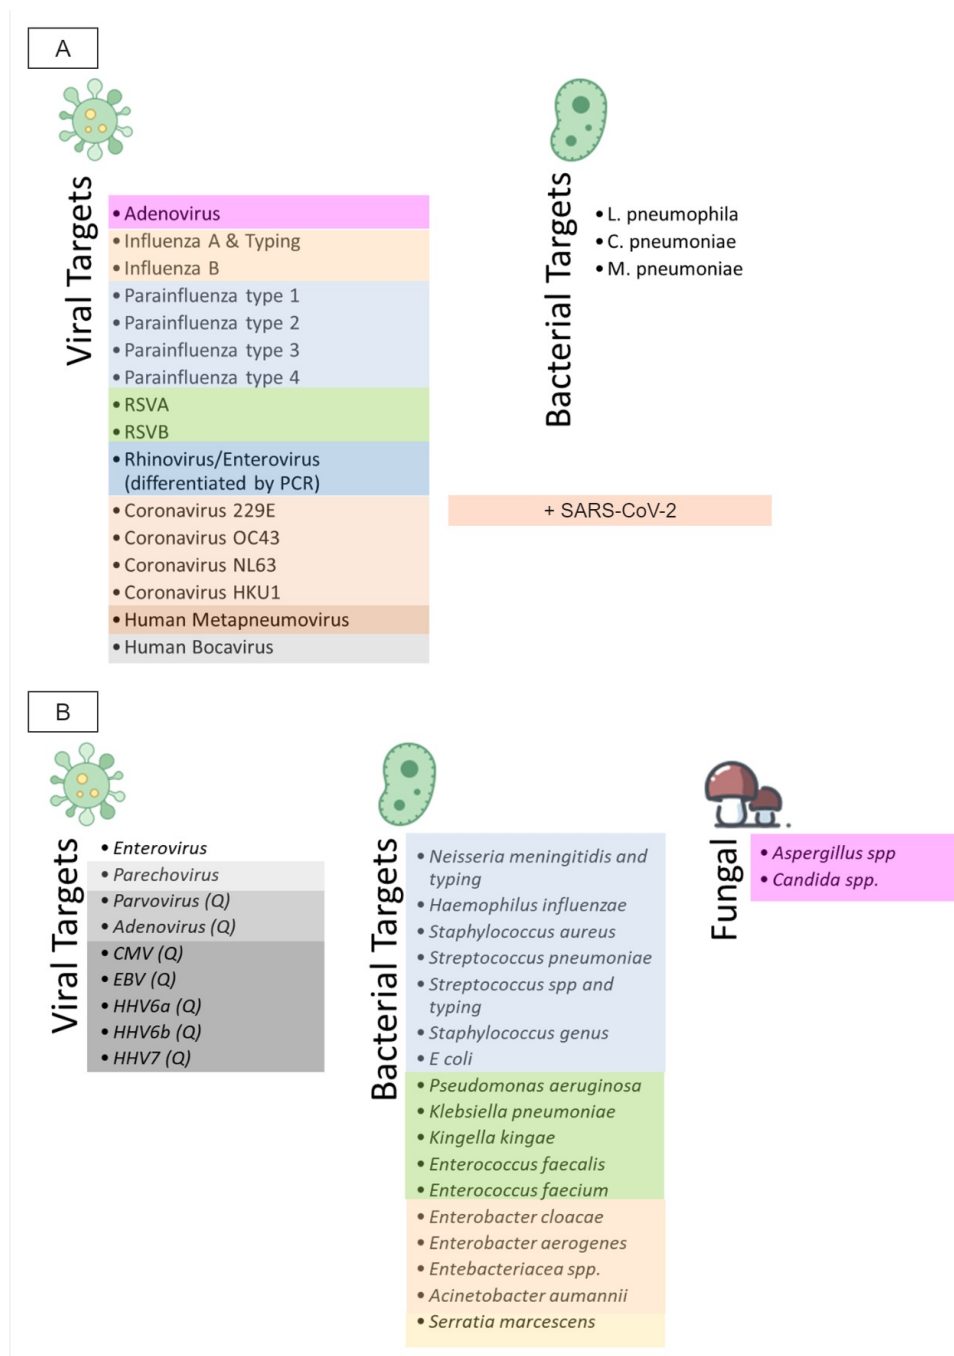 A
Viral Targets
• Adenovirus
• Influenza A & Typing
• Influenza B
• Parainfluenza type 1
• Parainfluenza type 2
• Parainfluenza type 3
• Parainfluenza type 4
• RSVA
• RSVB
• Rhinovirus/Enterovirus
(differentiated by PCR)
• Coronavirus 229E
• Coronavirus OC43
• Coronavirus NL63
• Coronavirus HKU1
• Human Metapneumovirus
• Human Bocavirus
Bacterial Targets
• L. pneumophila
• C. pneumoniae
• M. pneumoniae
+ SARS-CoV-2
B
Viral Targets
• Enterovirus
• Parechovirus
• Parvovirus (Q)
• Adenovirus (Q)
• CMV (Q)
• EBV (Q)
• HHV6a (Q)
• HHV6b (Q)
• HHV7 (Q)
Bacterial Targets
• Neisseria meningitidis and
typing
• Haemophilus influenzae
• Staphylococcus aureus
• Streptococcus pneumoniae
• Streptococcus spp and
typing
• Staphylococcus genus
• E coli
• Pseudomonas aeruginosa
• Klebsiella pneumoniae
• Kingella kingae
• Enterococcus faecalis
• Enterococcus faecium
• Enterobacter cloacae
• Enterobacter aerogenes
• Entebacteriacea spp.
• Acinetobacter aumannii
• Serratia marcescens
Fungal
• Aspergillus spp
• Candida spp.